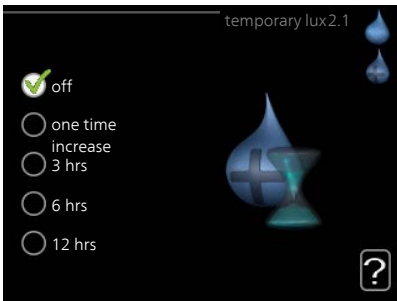 temporary lux2.1
off
one time
increase
3 hrs
6 hrs
12 hrs
?